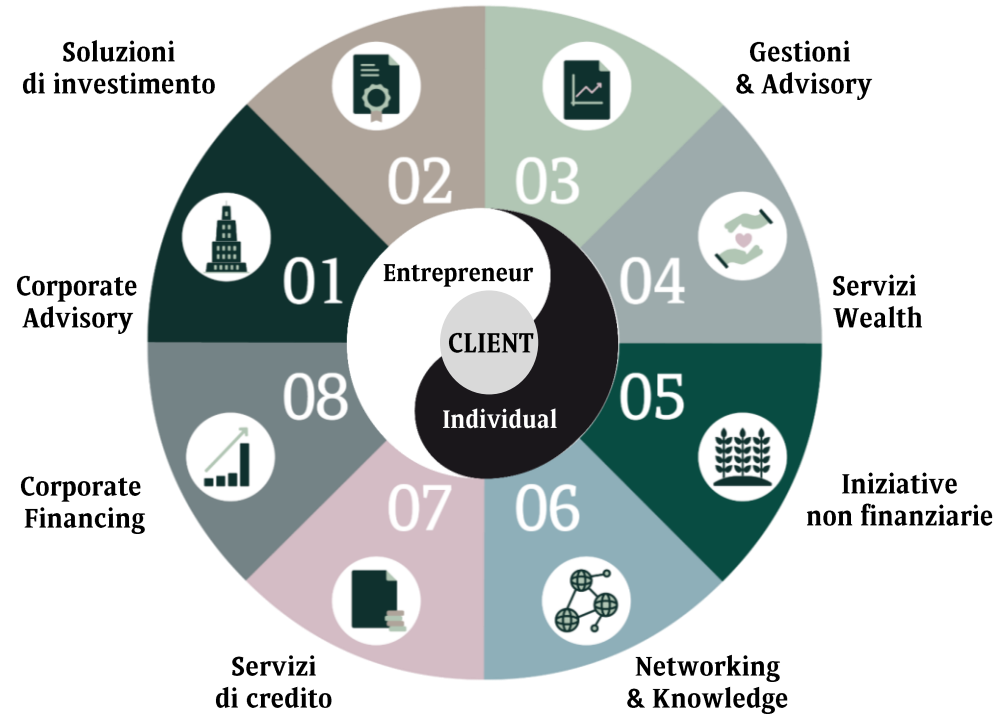 Soluzioni
di investimento
Gestioni
& Advisory
02
03
01
04
Corporate
Advisory
Servizi
Wealth
Entrepreneur
CLIENT
Individual
08
05
Corporate
Financing
Iniziative
non finanziarie
07
06
Servizi
di credito
Networking
& Knowledge